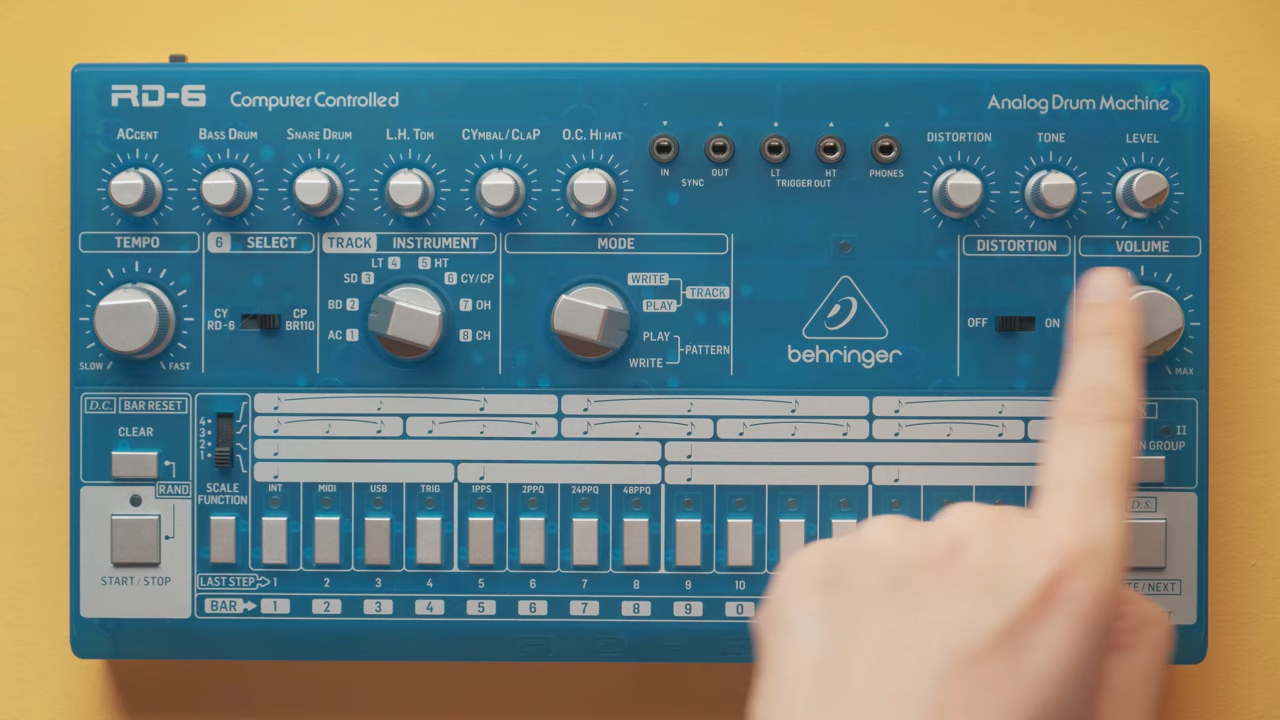 RD-6 Computer Controlled
Analog Drum Machine
ACCENT BASS DRUM SNARE DRUM L.H. TOM CYMBAL/CLAP O.C. HI HAT
DISTORTION TONE LEVEL
IN OUT LT HT PHONES
SYNC TRIGGER OUT
TEMPO 6 SELECT TRACK INSTRUMENT MODE DISTORTION VOLUME
LT 4 5 HT
SD 3 6 CY/CP
BD 2 7 OH
AC 1 8 CH
CY CP
RD-6 BR110
WRITE
PLAY
TRACK
PLAY
WRITE
PATTERN
OFF ON
behringer
SLOW FAST
MAX
D.C. BAR RESET
CLEAR
4
3
2
1
II
N GROUP
RAND
SCALE
FUNCTION
INT MIDI USB TRIG 1PPS 2PPQ 24PPQ 48PPQ
D.S.
START / STOP
LAST STEP 1 2 3 4 5 6 7 8 9 10
TE/NEXT
BAR 1 2 3 4 5 6 7 8 9 0